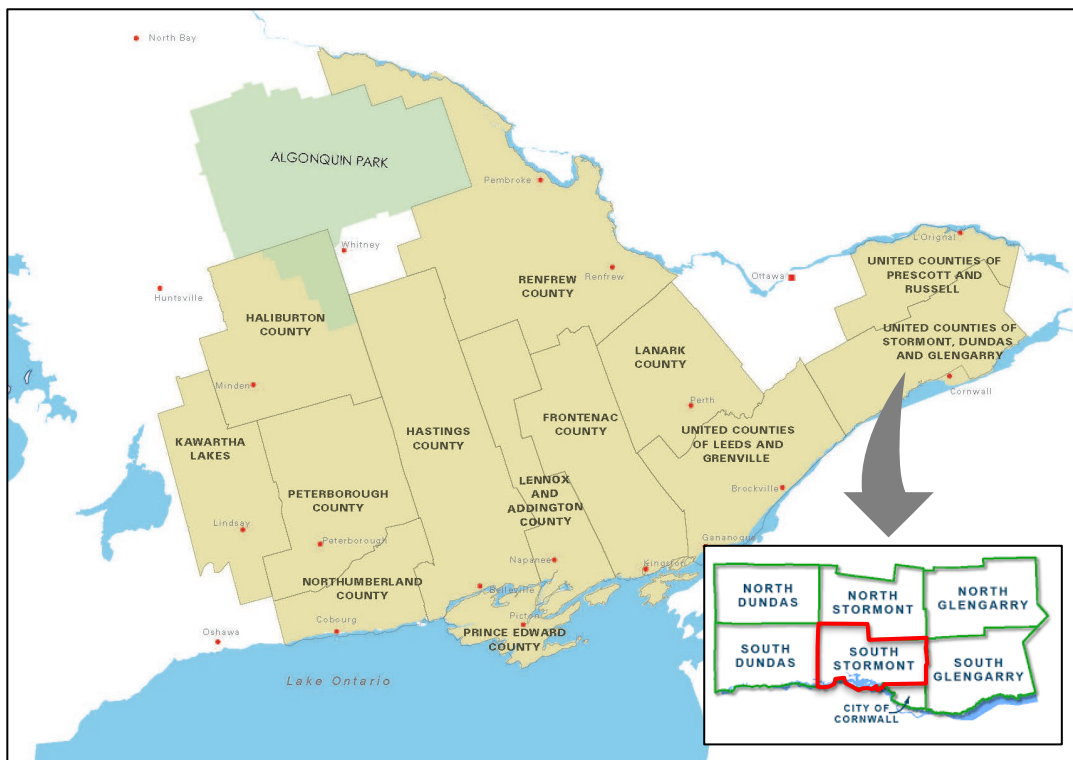 North Bay
ALGONQUIN PARK
Pembroke
L'Orignal
Whitney
UNITED COUNTIES OF
PRESCOTT AND
RUSSELL
Ottawa
Renfrew
RENFREW
COUNTY
Huntsville
HALIBURTON
COUNTY
UNITED COUNTIES OF
STORMONT, DUNDAS
AND GLENGARRY
LANARK
COUNTY
Minden
Cornwall
Perth
KAWARTHA
LAKES
HASTINGS
COUNTY
FRONTENAC
COUNTY
UNITED COUNTIES
OF LEEDS AND
GRENVILLE
PETERBOROUGH
COUNTY
LENNOX
AND
ADDINGTON
COUNTY
Brockville
Lindsay
Peterborough
Gananoque
Napanee
Kingston
NORTHUMBERLAND
COUNTY
Belleville
Picton
Cobourg
PRINCE EDWARD
COUNTY
Oshawa
Lake Ontario
NORTH
DUNDAS
NORTH
STORMONT
NORTH
GLENGARRY
SOUTH
DUNDAS
SOUTH
STORMONT
SOUTH
GLENGARRY
CITY OF
CORNWALL